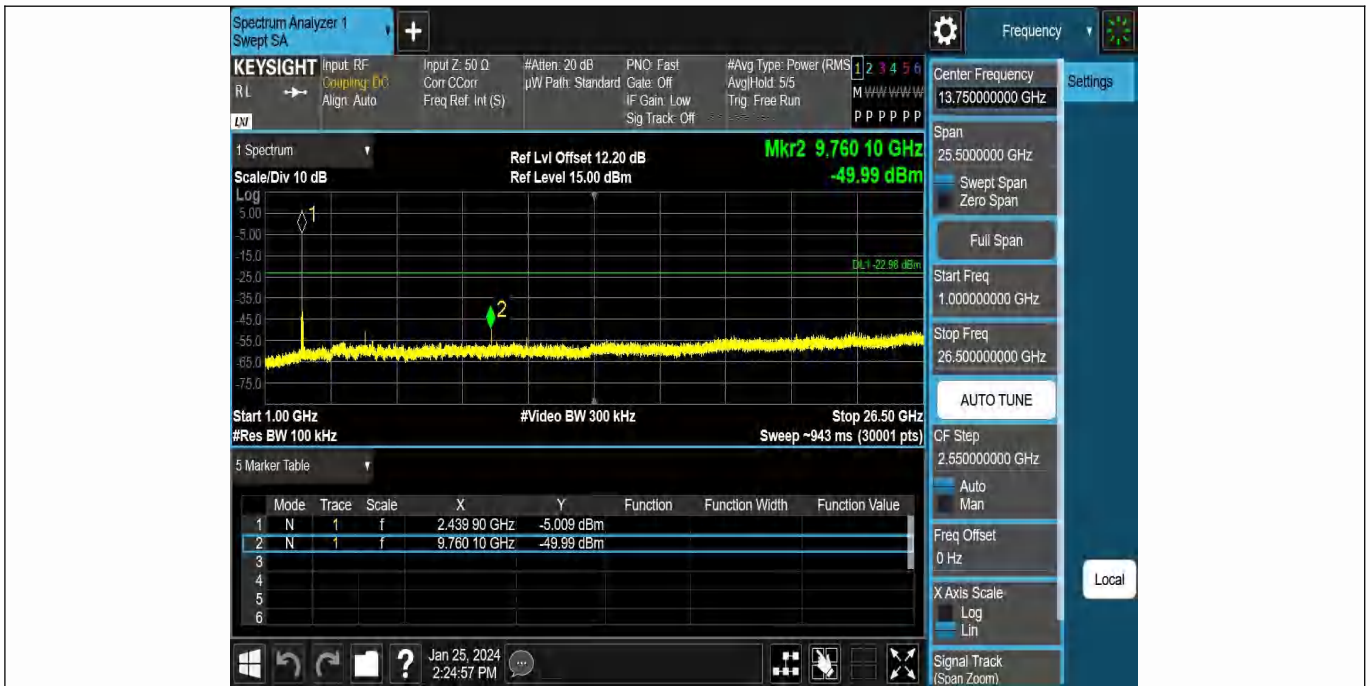 Spectrum Analyzer 1
Swept SA
+
Frequency
KEYSIGHT
RL
LXI
Input: RF
Coupling: DC
Align: Auto
Input Z: 50 Ω
Corr CCorr
Freq Ref: Int (S)
#Atten: 20 dB
µW Path: Standard
PNO: Fast
Gate: Off
IF Gain: Low
Sig Track: Off
#Avg Type: Power (RMS
Avg|Hold: 5/5
Trig: Free Run
1 2 3 4 5 6
M W W W W W
P P P P P P
Center Frequency
13.750000000 GHz
Settings
Span
25.5000000 GHz
Swept Span
Zero Span
Full Span
Start Freq
1.000000000 GHz
Stop Freq
26.500000000 GHz
AUTO TUNE
CF Step
2.550000000 GHz
Auto
Man
Freq Offset
0 Hz
X Axis Scale
Log
Lin
Signal Track
(Span Zoom)
Local
1 Spectrum
Scale/Div 10 dB
Ref Lvl Offset 12.20 dB
Ref Level 15.00 dBm
Mkr2 9.760 10 GHz
-49.99 dBm
Log
5.00
-5.00
-15.0
-25.0
-35.0
-45.0
-55.0
-65.0
-75.0
1
2
DL1 -22.98 dBm
Start 1.00 GHz
#Video BW 300 kHz
Stop 26.50 GHz
#Res BW 100 kHz
Sweep ~943 ms (30001 pts)
5 Marker Table
Mode Trace Scale X Y Function Function Width Function Value
1 N 1 f 2.439 90 GHz -5.009 dBm
2 N 1 f 9.760 10 GHz -49.99 dBm
3
4
5
6
?
Jan 25, 2024
2:24:57 PM